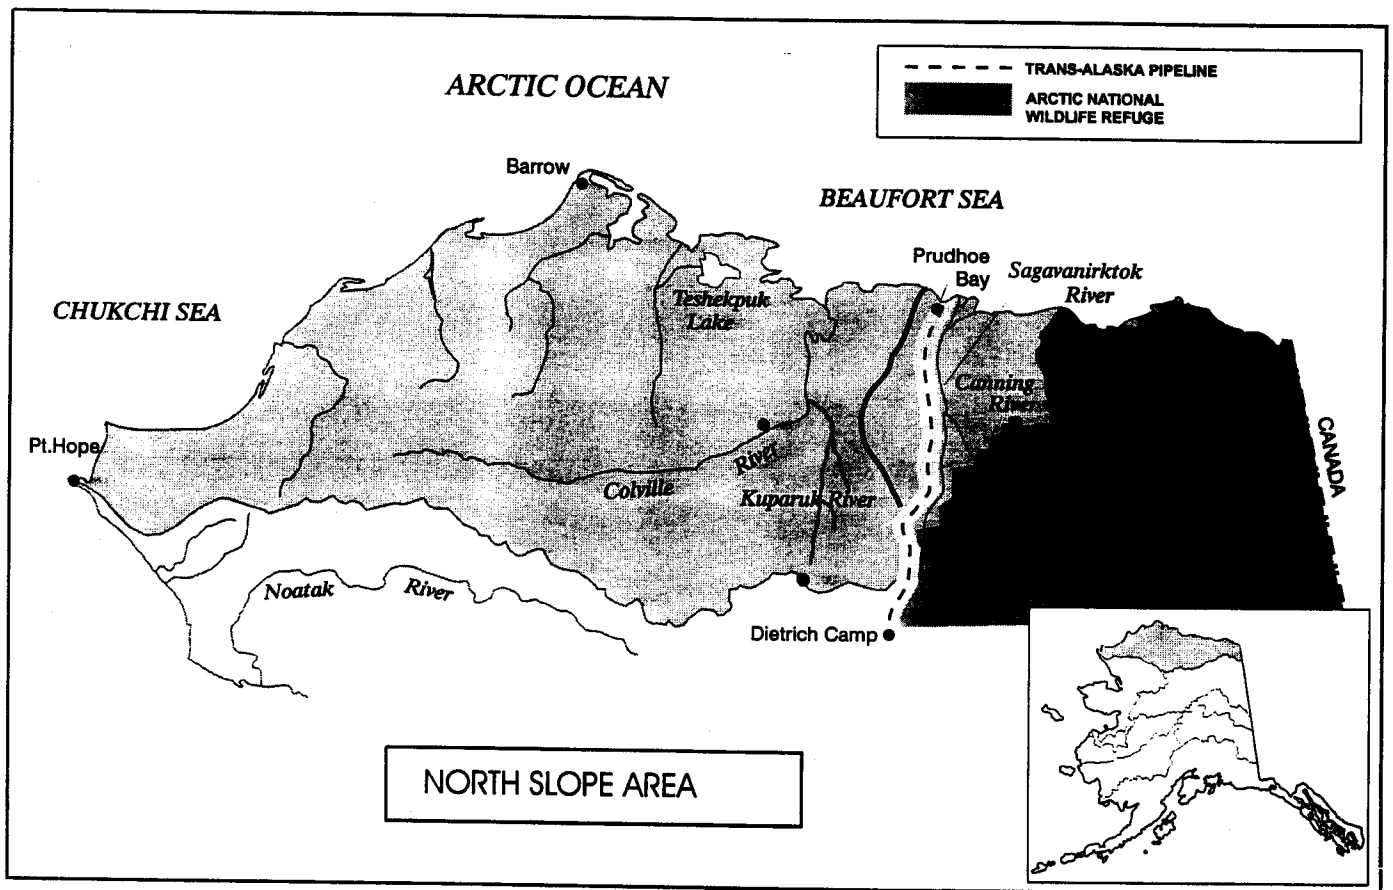 ARCTIC OCEAN
TRANS-ALASKA PIPELINE
ARCTIC NATIONAL
WILDLIFE REFUGE
Barrow
BEAUFORT SEA
Prudhoe
Bay
Sagavanirktok
River
CHUKCHI SEA
Teshekpuk
Lake
Canning
River
Pt.Hope
CANADA
River
Colville
Kuparuk River
Noatak
River
Dietrich Camp
NORTH SLOPE AREA